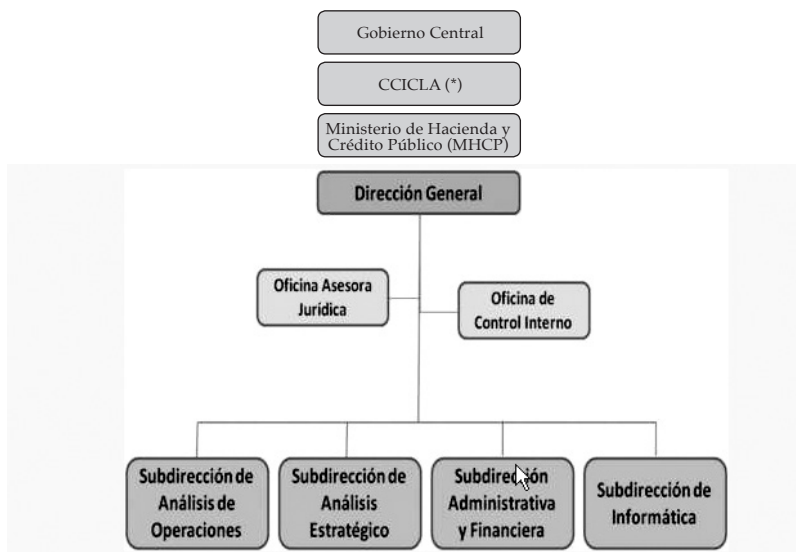 Gobierno Central
CCICLA (*)
Ministerio de Hacienda y
Crédito Público (MHCP)
Dirección General
Oficina Asesora
Jurídica
Oficina de
Control Interno
Subdirección de
Análisis de
Operaciones
Subdirección de
Análisis
Estratégico
Subdirección
Administrativa
y Financiera
Subdirección de
Informática